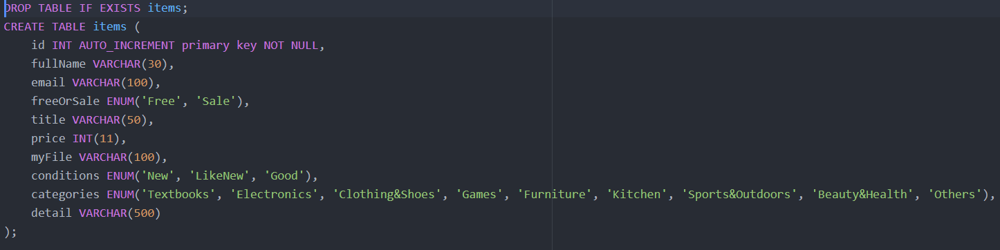 DROP TABLE IF EXISTS items;
CREATE TABLE items (
    id INT AUTO_INCREMENT primary key NOT NULL,
    fullName VARCHAR(30),
    email VARCHAR(100),
    freeOrSale ENUM('Free', 'Sale'),
    title VARCHAR(50),
    price INT(11),
    myFile VARCHAR(100),
    conditions ENUM('New', 'LikeNew', 'Good'),
    categories ENUM('Textbooks', 'Electronics', 'Clothing&Shoes', 'Games', 'Furniture', 'Kitchen', 'Sports&Outdoors', 'Beauty&Health', 'Others'),
    detail VARCHAR(500)
);